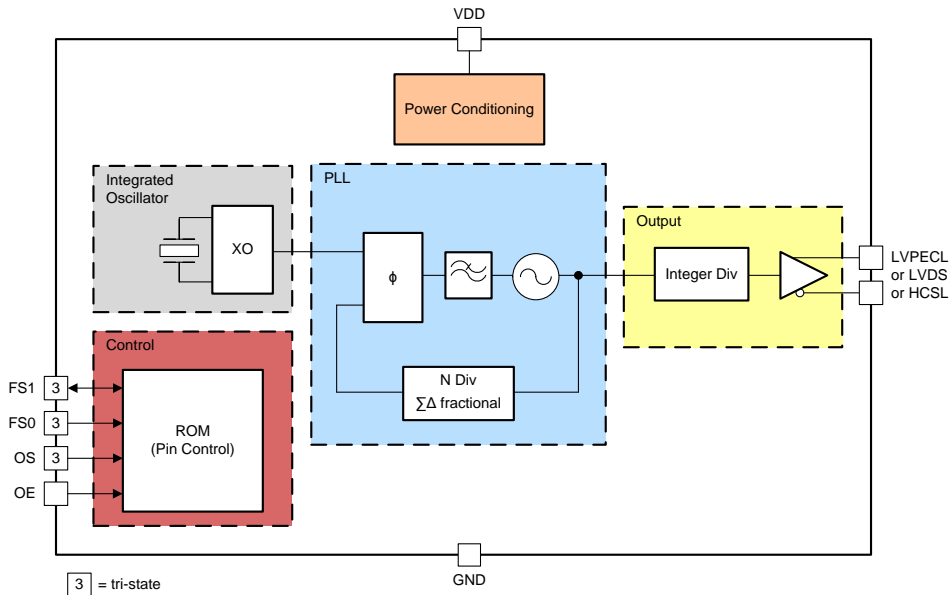 VDD
Power Conditioning
Integrated
Oscillator
XO
PLL
ϕ
N Div
∑Δ fractional
Output
Integer Div
LVPECL
or LVDS
or HCSL
Control
ROM
(Pin Control)
FS1 3
FS0 3
OS 3
OE
GND
3 = tri-state